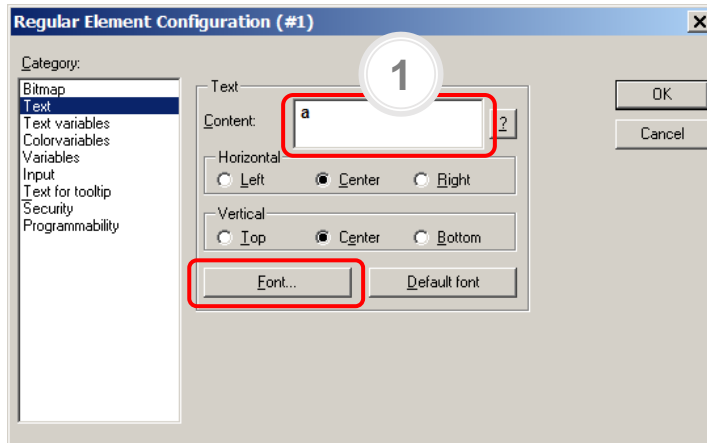 Regular Element Configuration (#1)
Category:
Bitmap
Text
Text variables
Colorvariables
Variables
Input
Text for tooltip
Security
Programmability
Text
1
Content:
a
?
Horizontal
Left
Center
Right
Vertical
Top
Center
Bottom
Font...
Default font
OK
Cancel